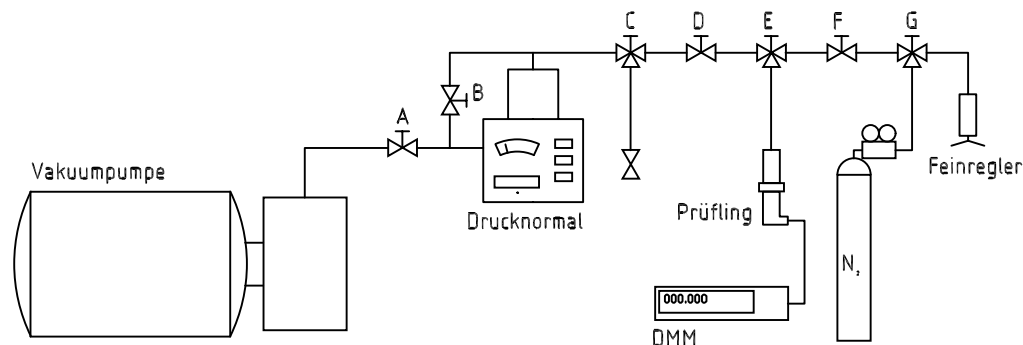 C D E F G
B
A
Vakuumpumpe
Feinregler
Prüfling
Drucknormal
N₂
000.000
DMM